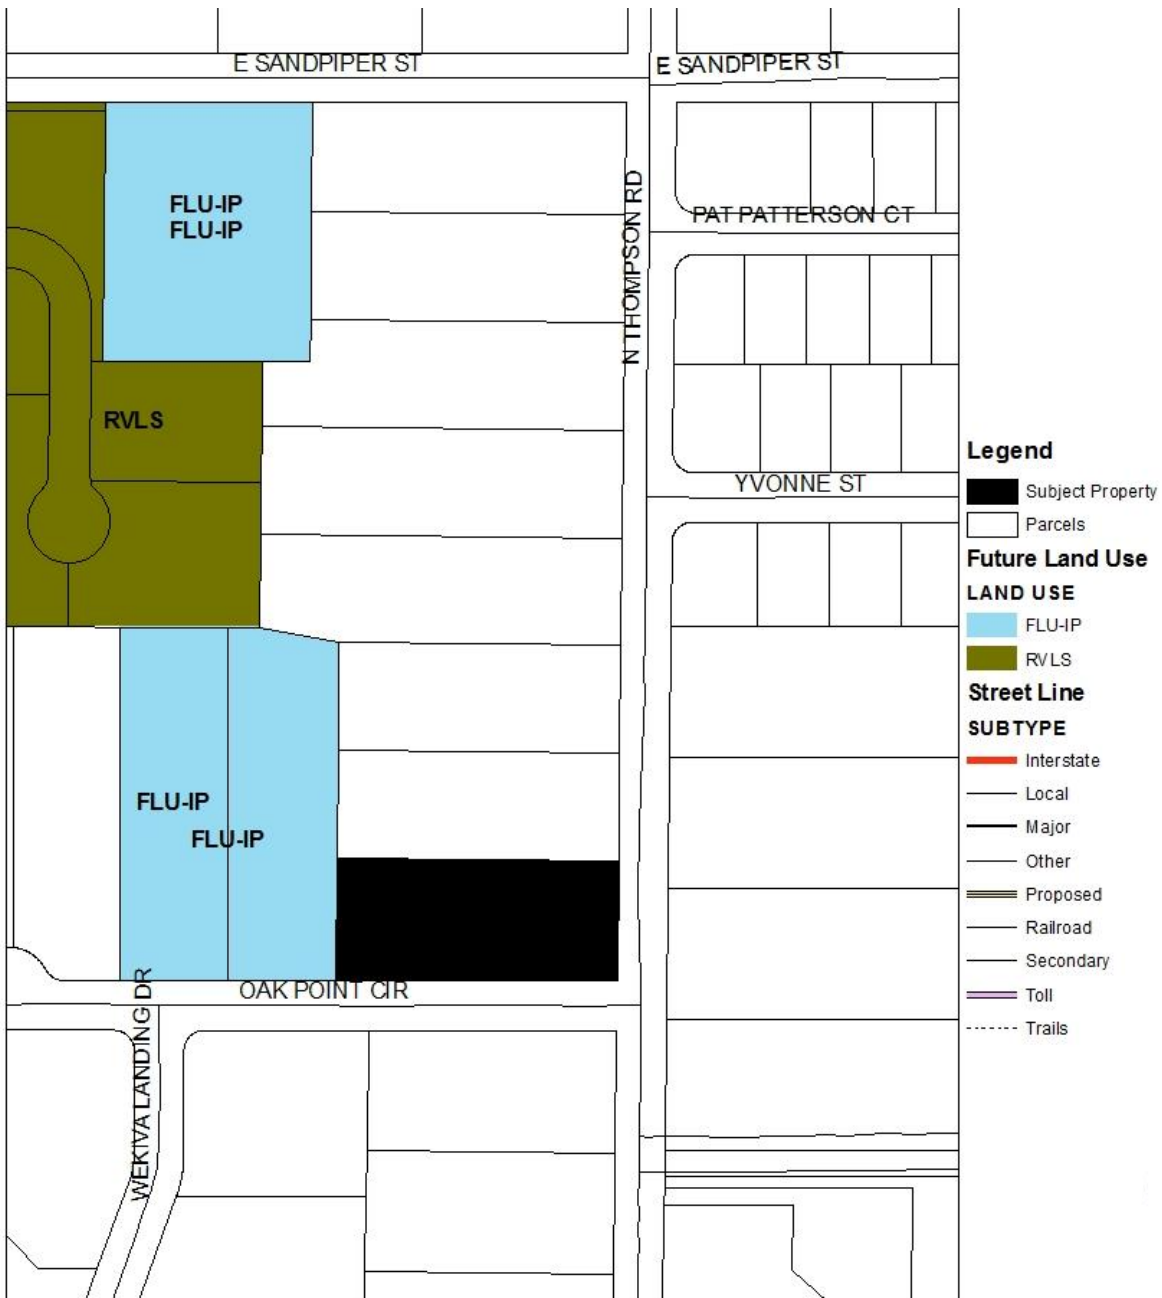 E SANDPIPER ST
E SANDPIPER ST
FLU-IP
FLU-IP
N THOMPSON RD
PAT PATTERSON CT
RVLS
YVONNE ST
FLU-IP
FLU-IP
OAK POINT CIR
WEKIVA LANDING DR
Legend
Subject Property
Parcels
Future Land Use
LAND USE
FLU-IP
RVLS
Street Line
SUBTYPE
Interstate
Local
Major
Other
Proposed
Railroad
Secondary
Toll
Trails